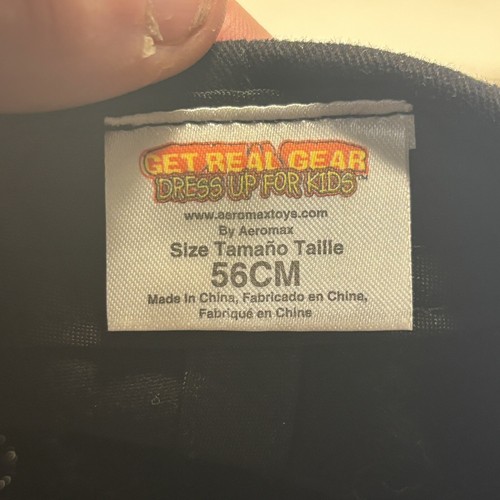 GET REAL GEAR
DRESS UP FOR KIDS™
www.aeromaxtoys.com
By Aeromax
Size Tamaño Taille
56CM
Made in China, Fabricado en China,
Fabriqué en Chine